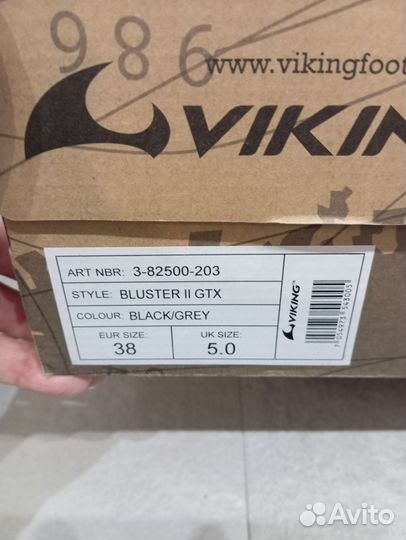 986
www.vikingfoot
VIKIN
ART NBR: 3-82500-203
STYLE: BLUSTER II GTX
COLOUR: BLACK/GREY
EUR SIZE: UK SIZE:
38 5.0
VIKING
Avito